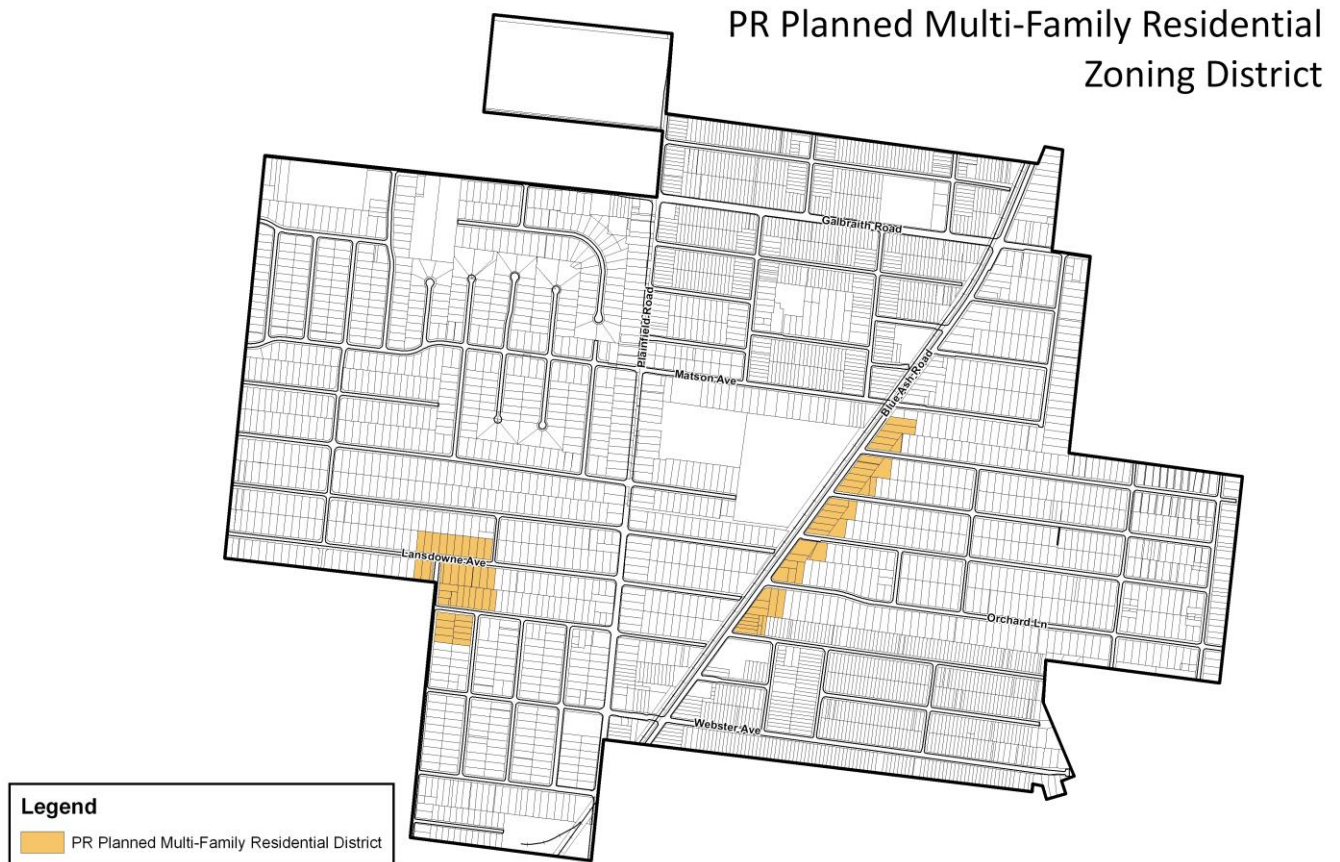 PR Planned Multi-Family Residential
Zoning District
Galbraith Road
Plainfield Road
Matson Ave
Blue Ash Road
Lansdowne Ave
Orchard Ln
Webster Ave
Legend
PR Planned Multi-Family Residential District